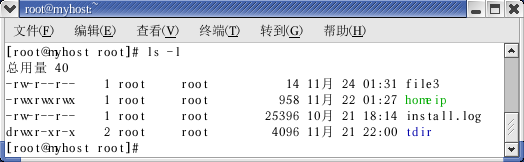 root@myhost:~
文件(F) 编辑(E) 查看(V) 终端(T) 转到(G) 帮助(H)
[root@myhost root]# ls -l
总用量 40
-rw-r--r-- 1 root root 14 11月 24 01:31 file3
-rwxrwxrwx 1 root root 958 11月 22 01:27 homeip
-rw-r--r-- 1 root root 25396 10月 21 18:14 install.log
drwxr-xr-x 2 root root 4096 11月 21 22:00 tdir
[root@myhost root]#